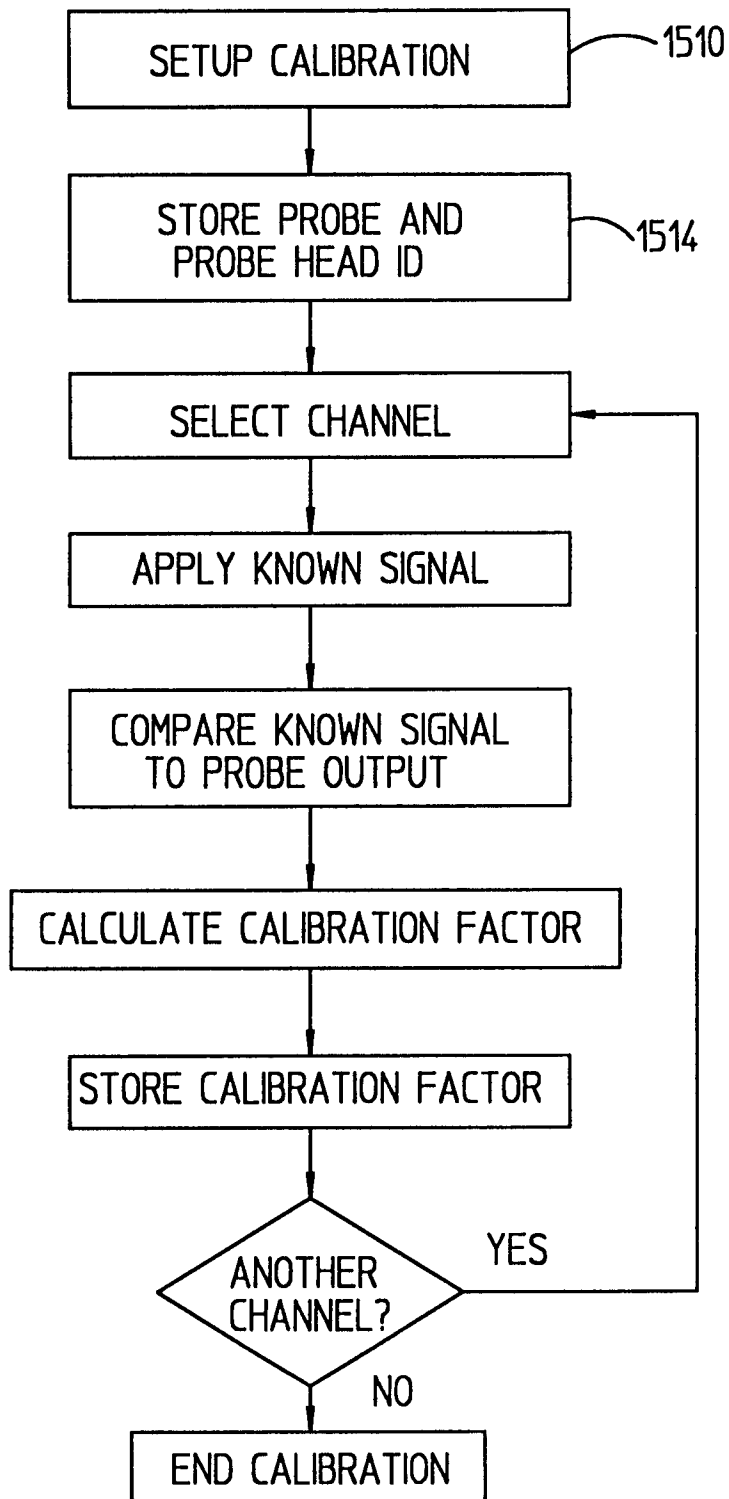 SETUP CALIBRATION
1510
STORE PROBE AND
PROBE HEAD ID
1514
SELECT CHANNEL
APPLY KNOWN SIGNAL
COMPARE KNOWN SIGNAL
TO PROBE OUTPUT
CALCULATE CALIBRATION FACTOR
STORE CALIBRATION FACTOR
YES
ANOTHER
CHANNEL?
NO
END CALIBRATION